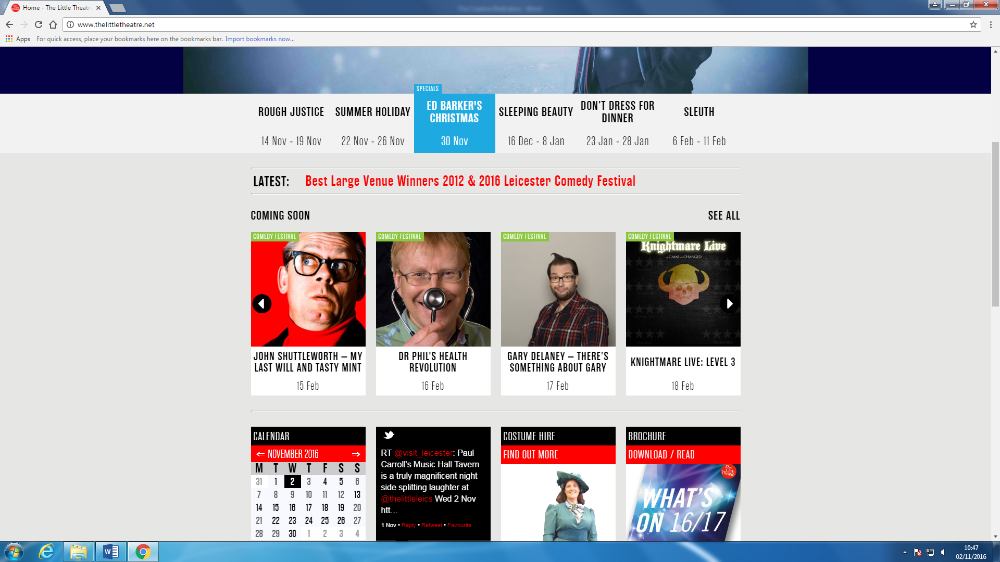 Home - The Little Theatr
www.thelittletheatre.net
Apps For quick access, place your bookmarks here on the bookmarks bar. Import bookmarks now...
SPECIALS
ROUGH JUSTICE
14 Nov - 19 Nov
SUMMER HOLIDAY
22 Nov - 26 Nov
ED BARKER'S
CHRISTMAS
30 Nov
SLEEPING BEAUTY
16 Dec - 8 Jan
DON'T DRESS FOR
DINNER
23 Jan - 28 Jan
SLEUTH
6 Feb - 11 Feb
LATEST: Best Large Venue Winners 2012 & 2016 Leicester Comedy Festival
COMING SOON
SEE ALL
COMEDY FESTIVAL
JOHN SHUTTLEWORTH – MY
LAST WILL AND TASTY MINT
15 Feb
COMEDY FESTIVAL
DR PHIL'S HEALTH
REVOLUTION
16 Feb
COMEDY FESTIVAL
GARY DELANEY – THERE'S
SOMETHING ABOUT GARY
17 Feb
COMEDY FESTIVAL
Knightmare Live
GAME CHANGED
KNIGHTMARE LIVE: LEVEL 3
18 Feb
CALENDAR
⇐ NOVEMBER 2016 ⇒
M T W T F S S
31 1 2 3 4 5 6
7 8 9 10 11 12 13
14 15 16 17 18 19 20
21 22 23 24 25 26 27
28 29 30 1 2 3 4
RT @visit_leicester: Paul
Carroll's Music Hall Tavern
is a truly magnificent night
side splitting laughter at
@thelittleleics Wed 2 Nov
htt...
1 Nov • Reply • Retweet • Favourite
COSTUME HIRE
FIND OUT MORE
BROCHURE
DOWNLOAD / READ
The
Little
Theatre
WHAT'S
ON 16/17
10:47
02/11/2016